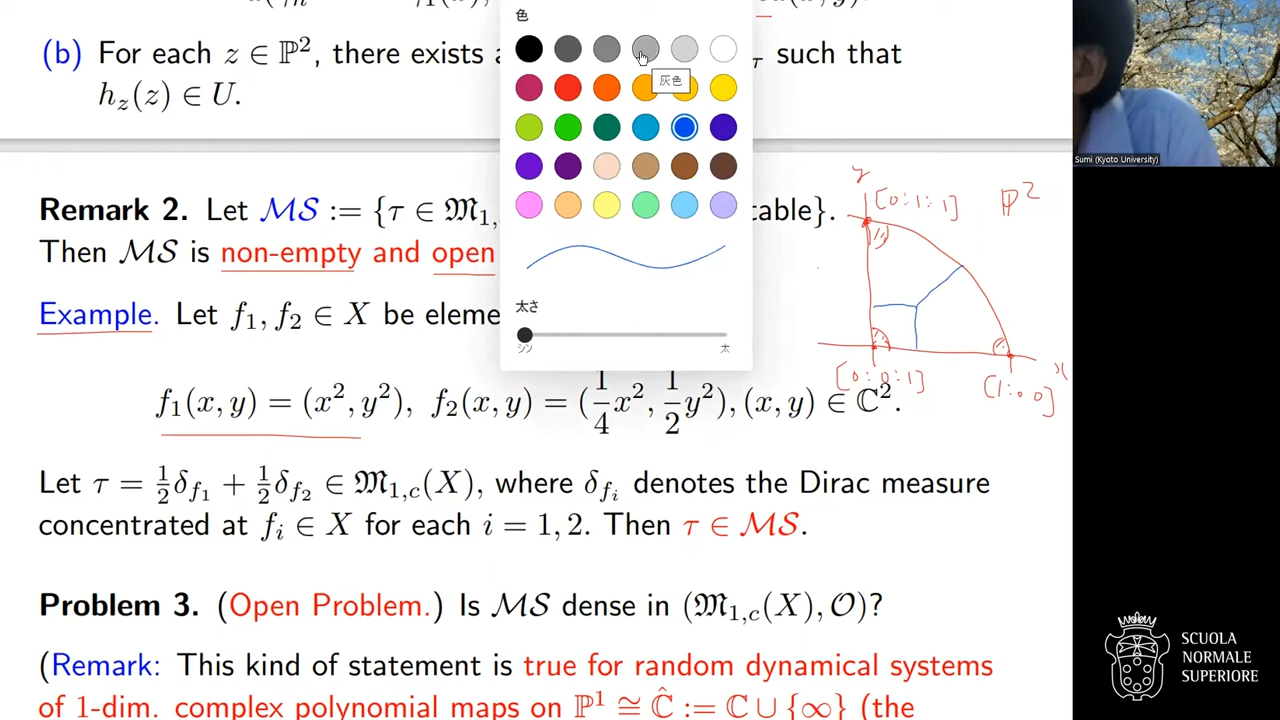 (b) For each z ∈ ℙ², there exists a
τ such that
h_z(z) ∈ U.
色
灰色
太さ
シン
太
Sumi (Kyoto University)
Remark 2. Let ℳ𝒮 := {τ ∈ 𝔐₁,
table}.
Then ℳ𝒮 is non-empty and open
Example. Let f₁, f₂ ∈ X be eleme
f₁(x, y) = (x², y²), f₂(x, y) = (1/4 x², 1/2 y²), (x, y) ∈ ℂ².
y
[0:1:1]
ℙ²
[0:0:1]
x
[1:0:0]
Let τ = 1/2 δ_{f₁} + 1/2 δ_{f₂} ∈ 𝔐₁,c(X), where δ_{fᵢ} denotes the Dirac measure
concentrated at fᵢ ∈ X for each i = 1, 2. Then τ ∈ ℳ𝒮.
Problem 3. (Open Problem.) Is ℳ𝒮 dense in (𝔐₁,c(X), 𝒪)?
(Remark: This kind of statement is true for random dynamical systems
of 1-dim. complex polynomial maps on ℙ¹ ≅ ℂ̂ := ℂ ∪ {∞} (the
SCUOLA
NORMALE
SUPERIORE